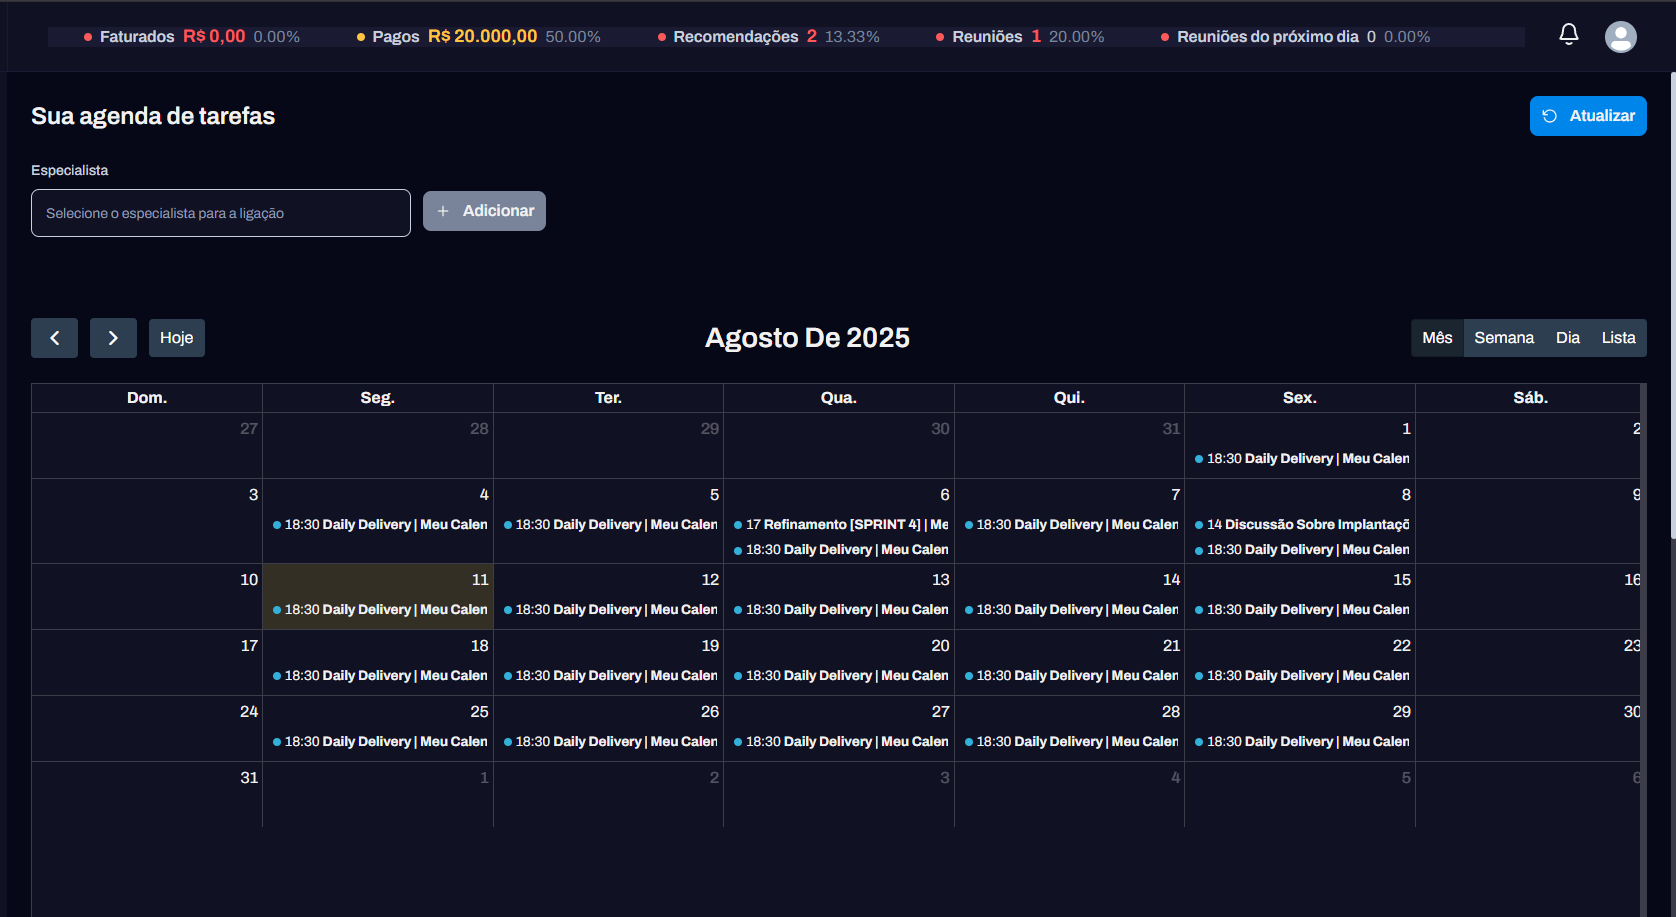 Faturados R$ 0,00 0.00% Pagos R$ 20.000,00 50.00% Recomendações 2 13.33% Reuniões 1 20.00% Reuniões do próximo dia 0 0.00%
Sua agenda de tarefas
Atualizar
Especialista
Selecione o especialista para a ligação
+ Adicionar
Hoje
Agosto De 2025
Mês Semana Dia Lista
Dom. Seg. Ter. Qua. Qui. Sex. Sáb.
27 28 29 30 31 1 2
18:30 Daily Delivery | Meu Calen
3 4 5 6 7 8 9
18:30 Daily Delivery | Meu Calen 18:30 Daily Delivery | Meu Calen 17 Refinamento [SPRINT 4] | Me 18:30 Daily Delivery | Meu Calen 14 Discussão Sobre Implantaçõ
18:30 Daily Delivery | Meu Calen 18:30 Daily Delivery | Meu Calen
10 11 12 13 14 15 16
18:30 Daily Delivery | Meu Calen 18:30 Daily Delivery | Meu Calen 18:30 Daily Delivery | Meu Calen 18:30 Daily Delivery | Meu Calen 18:30 Daily Delivery | Meu Calen
17 18 19 20 21 22 23
18:30 Daily Delivery | Meu Calen 18:30 Daily Delivery | Meu Calen 18:30 Daily Delivery | Meu Calen 18:30 Daily Delivery | Meu Calen 18:30 Daily Delivery | Meu Calen
24 25 26 27 28 29 30
18:30 Daily Delivery | Meu Calen 18:30 Daily Delivery | Meu Calen 18:30 Daily Delivery | Meu Calen 18:30 Daily Delivery | Meu Calen 18:30 Daily Delivery | Meu Calen
31 1 2 3 4 5 6